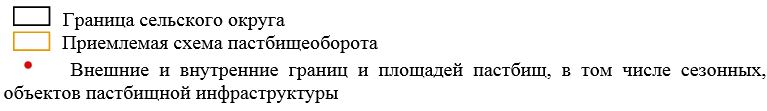 Граница сельского округа
Приемлемая схема пастбищеоборота
Внешние и внутренние границ и площадей пастбищ, в том числе сезонных,
объектов пастбищной инфраструктуры